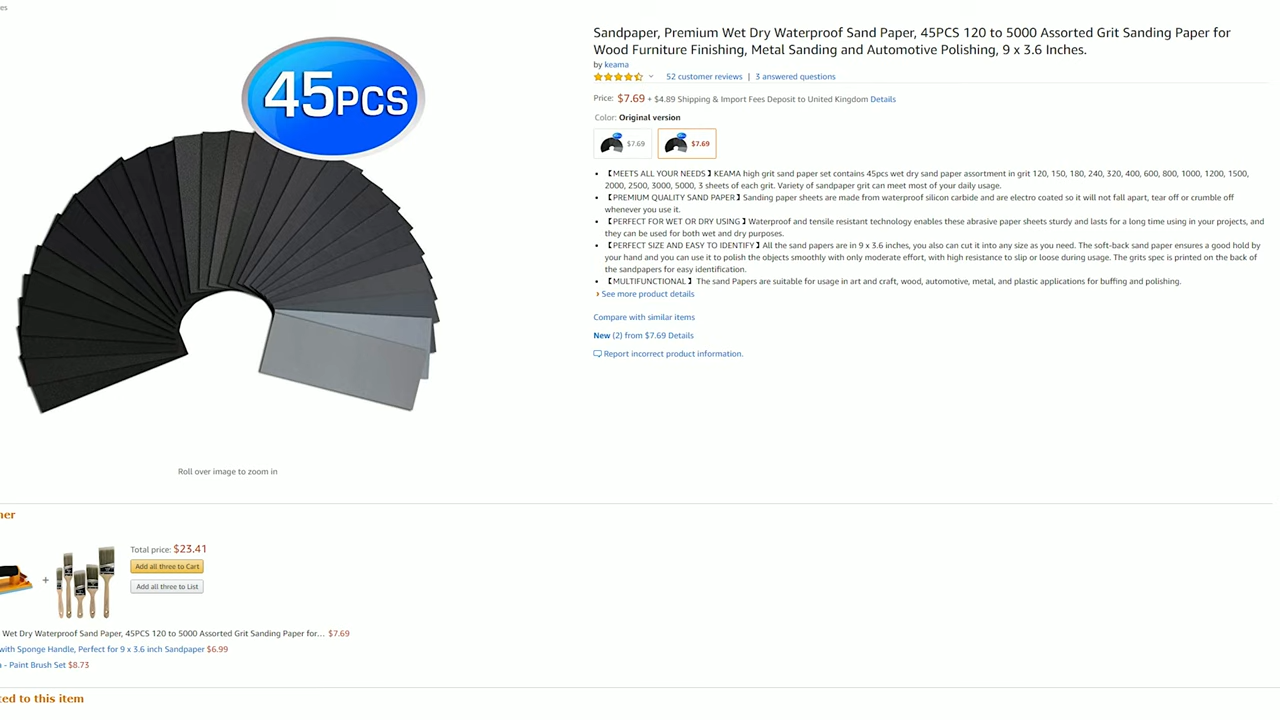 es
45PCS
Sandpaper, Premium Wet Dry Waterproof Sand Paper, 45PCS 120 to 5000 Assorted Grit Sanding Paper for
Wood Furniture Finishing, Metal Sanding and Automotive Polishing, 9 x 3.6 Inches.
by keama
52 customer reviews | 3 answered questions
Price: $7.69 + $4.89 Shipping & Import Fees Deposit to United Kingdom Details
Color: Original version
$7.69 $7.69
• 【MEETS ALL YOUR NEEDS】KEAMA high grit sand paper set contains 45pcs wet dry sand paper assortment in grit 120, 150, 180, 240, 320, 400, 600, 800, 1000, 1200, 1500,
2000, 2500, 3000, 5000, 3 sheets of each grit. Variety of sandpaper grit can meet most of your daily usage.
• 【PREMIUM QUALITY SAND PAPER】Sanding paper sheets are made from waterproof silicon carbide and are electro coated so it will not fall apart, tear off or crumble off
whenever you use it.
• 【PERFECT FOR WET OR DRY USING】Waterproof and tensile resistant technology enables these abrasive paper sheets sturdy and lasts for a long time using in your projects, and
they can be used for both wet and dry purposes.
• 【PERFECT SIZE AND EASY TO IDENTIFY】All the sand papers are in 9 x 3.6 inches, you also can cut it into any size as you need. The soft-back sand paper ensures a good hold by
your hand and you can use it to polish the objects smoothly with only moderate effort, with high resistance to slip or loose during usage. The grits spec is printed on the back of
the sandpapers for easy identification.
• 【MULTIFUNCTIONAL】 The sand Papers are suitable for usage in art and craft, wood, automotive, metal, and plastic applications for buffing and polishing.
› See more product details
Compare with similar items
New (2) from $7.69 Details
Report incorrect product information.
Roll over image to zoom in
her
Total price: $23.41
+
Add all three to Cart
Add all three to List
Wet Dry Waterproof Sand Paper, 45PCS 120 to 5000 Assorted Grit Sanding Paper for… $7.69
with Sponge Handle, Perfect for 9 x 3.6 inch Sandpaper $6.99
- Paint Brush Set $8.73
ted to this item